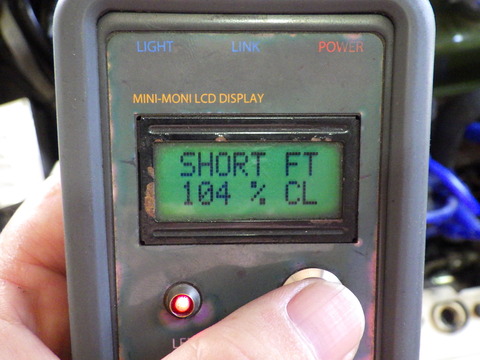 LIGHT LINK POWER
MINI-MONI LCD DISPLAY
SHORT FT
104 % CL